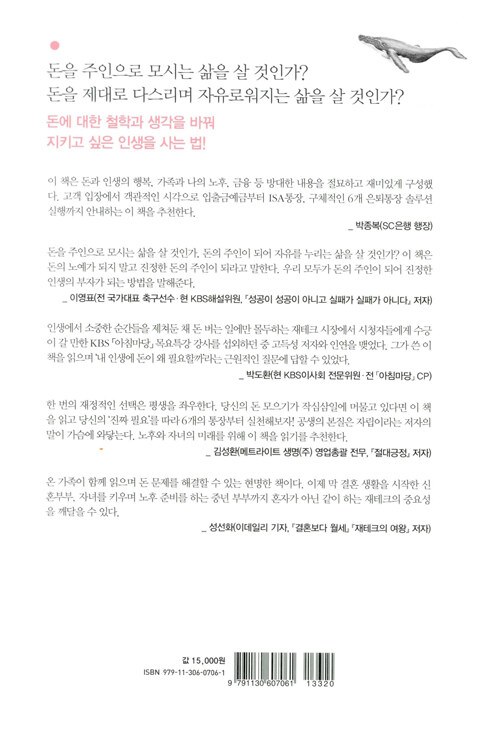 돈을 주인으로 모시는 삶을 살 것인가?
돈을 제대로 다스리며 자유로워지는 삶을 살 것인가?
돈에 대한 철학과 생각을 바꿔
지키고 싶은 인생을 사는 법!
이 책은 돈과 인생의 행복, 가족과 나의 노후, 금융 등 방대한 내용을 절묘하고 재미있게 구성했
다. 고객 입장에서 객관적인 시각으로 입출금예금부터 ISA통장, 구체적인 6개 은퇴통장 솔루션
실행까지 안내하는 이 책을 추천한다.
_ 박종복(SC은행 행장)
돈을 주인으로 모시는 삶을 살 것인가, 돈의 주인이 되어 자유를 누리는 삶을 살 것인가? 이 책은
돈의 노예가 되지 말고 진정한 돈의 주인이 되라고 말한다. 우리 모두가 돈의 주인이 되어 진정한
인생의 부자가 되는 방법을 말해준다.
_ 이영표(전 국가대표 축구선수·현 KBS해설위원, 『성공이 성공이 아니고 실패가 실패가 아니다』 저자)
인생에서 소중한 순간들을 제쳐둔 채 돈 버는 일에만 몰두하는 재테크 시장에서 시청자들에게 수긍
이 갈 만한 KBS 『아침마당』 목요특강 강사를 섭외하던 중 고득성 저자와 인연을 맺었다. 그가 쓴 이
책을 읽으며 '내 인생에 돈이 왜 필요할까'라는 근원적인 질문에 답할 수 있었다.
_ 박도환(현 KBS이사회 전문위원·전 『아침마당』 CP)
한 번의 재정적인 선택은 평생을 좌우한다. 당신의 돈 모으기가 작심삼일에 머물고 있다면 이 책
을 읽고 당신의 '진짜 필요'를 따라 6개의 통장부터 실천해보자! 공생의 본질은 자립이라는 저자의
말이 가슴에 와닿는다. 노후와 자녀의 미래를 위해 이 책을 읽기를 추천한다.
_ 김성환(메트라이트 생명(주) 영업총괄 전무, 『절대긍정』 저자)
온 가족이 함께 읽으며 돈 문제를 해결할 수 있는 현명한 책이다. 이제 막 결혼 생활을 시작한 신
혼부부, 자녀를 키우며 노후 준비를 하는 중년 부부까지 혼자가 아닌 같이 하는 재테크의 중요성
을 깨달을 수 있다.
_ 성선화(이데일리 기자, 『결혼보다 월세』 『재테크의 여왕』 저자)
값 15,000원
ISBN 979-11-306-0706-1
9 791130 607061
13320